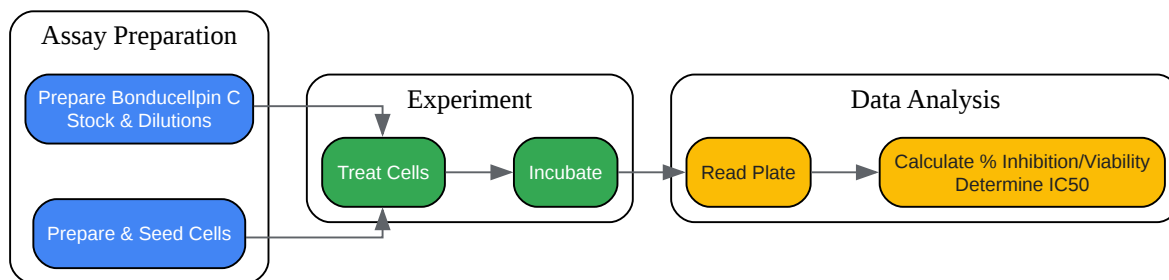 Assay Preparation
Prepare Bonducellpin C
Stock & Dilutions
Prepare & Seed Cells
Experiment
Treat Cells
Incubate
Data Analysis
Read Plate
Calculate % Inhibition/Viability
Determine IC50